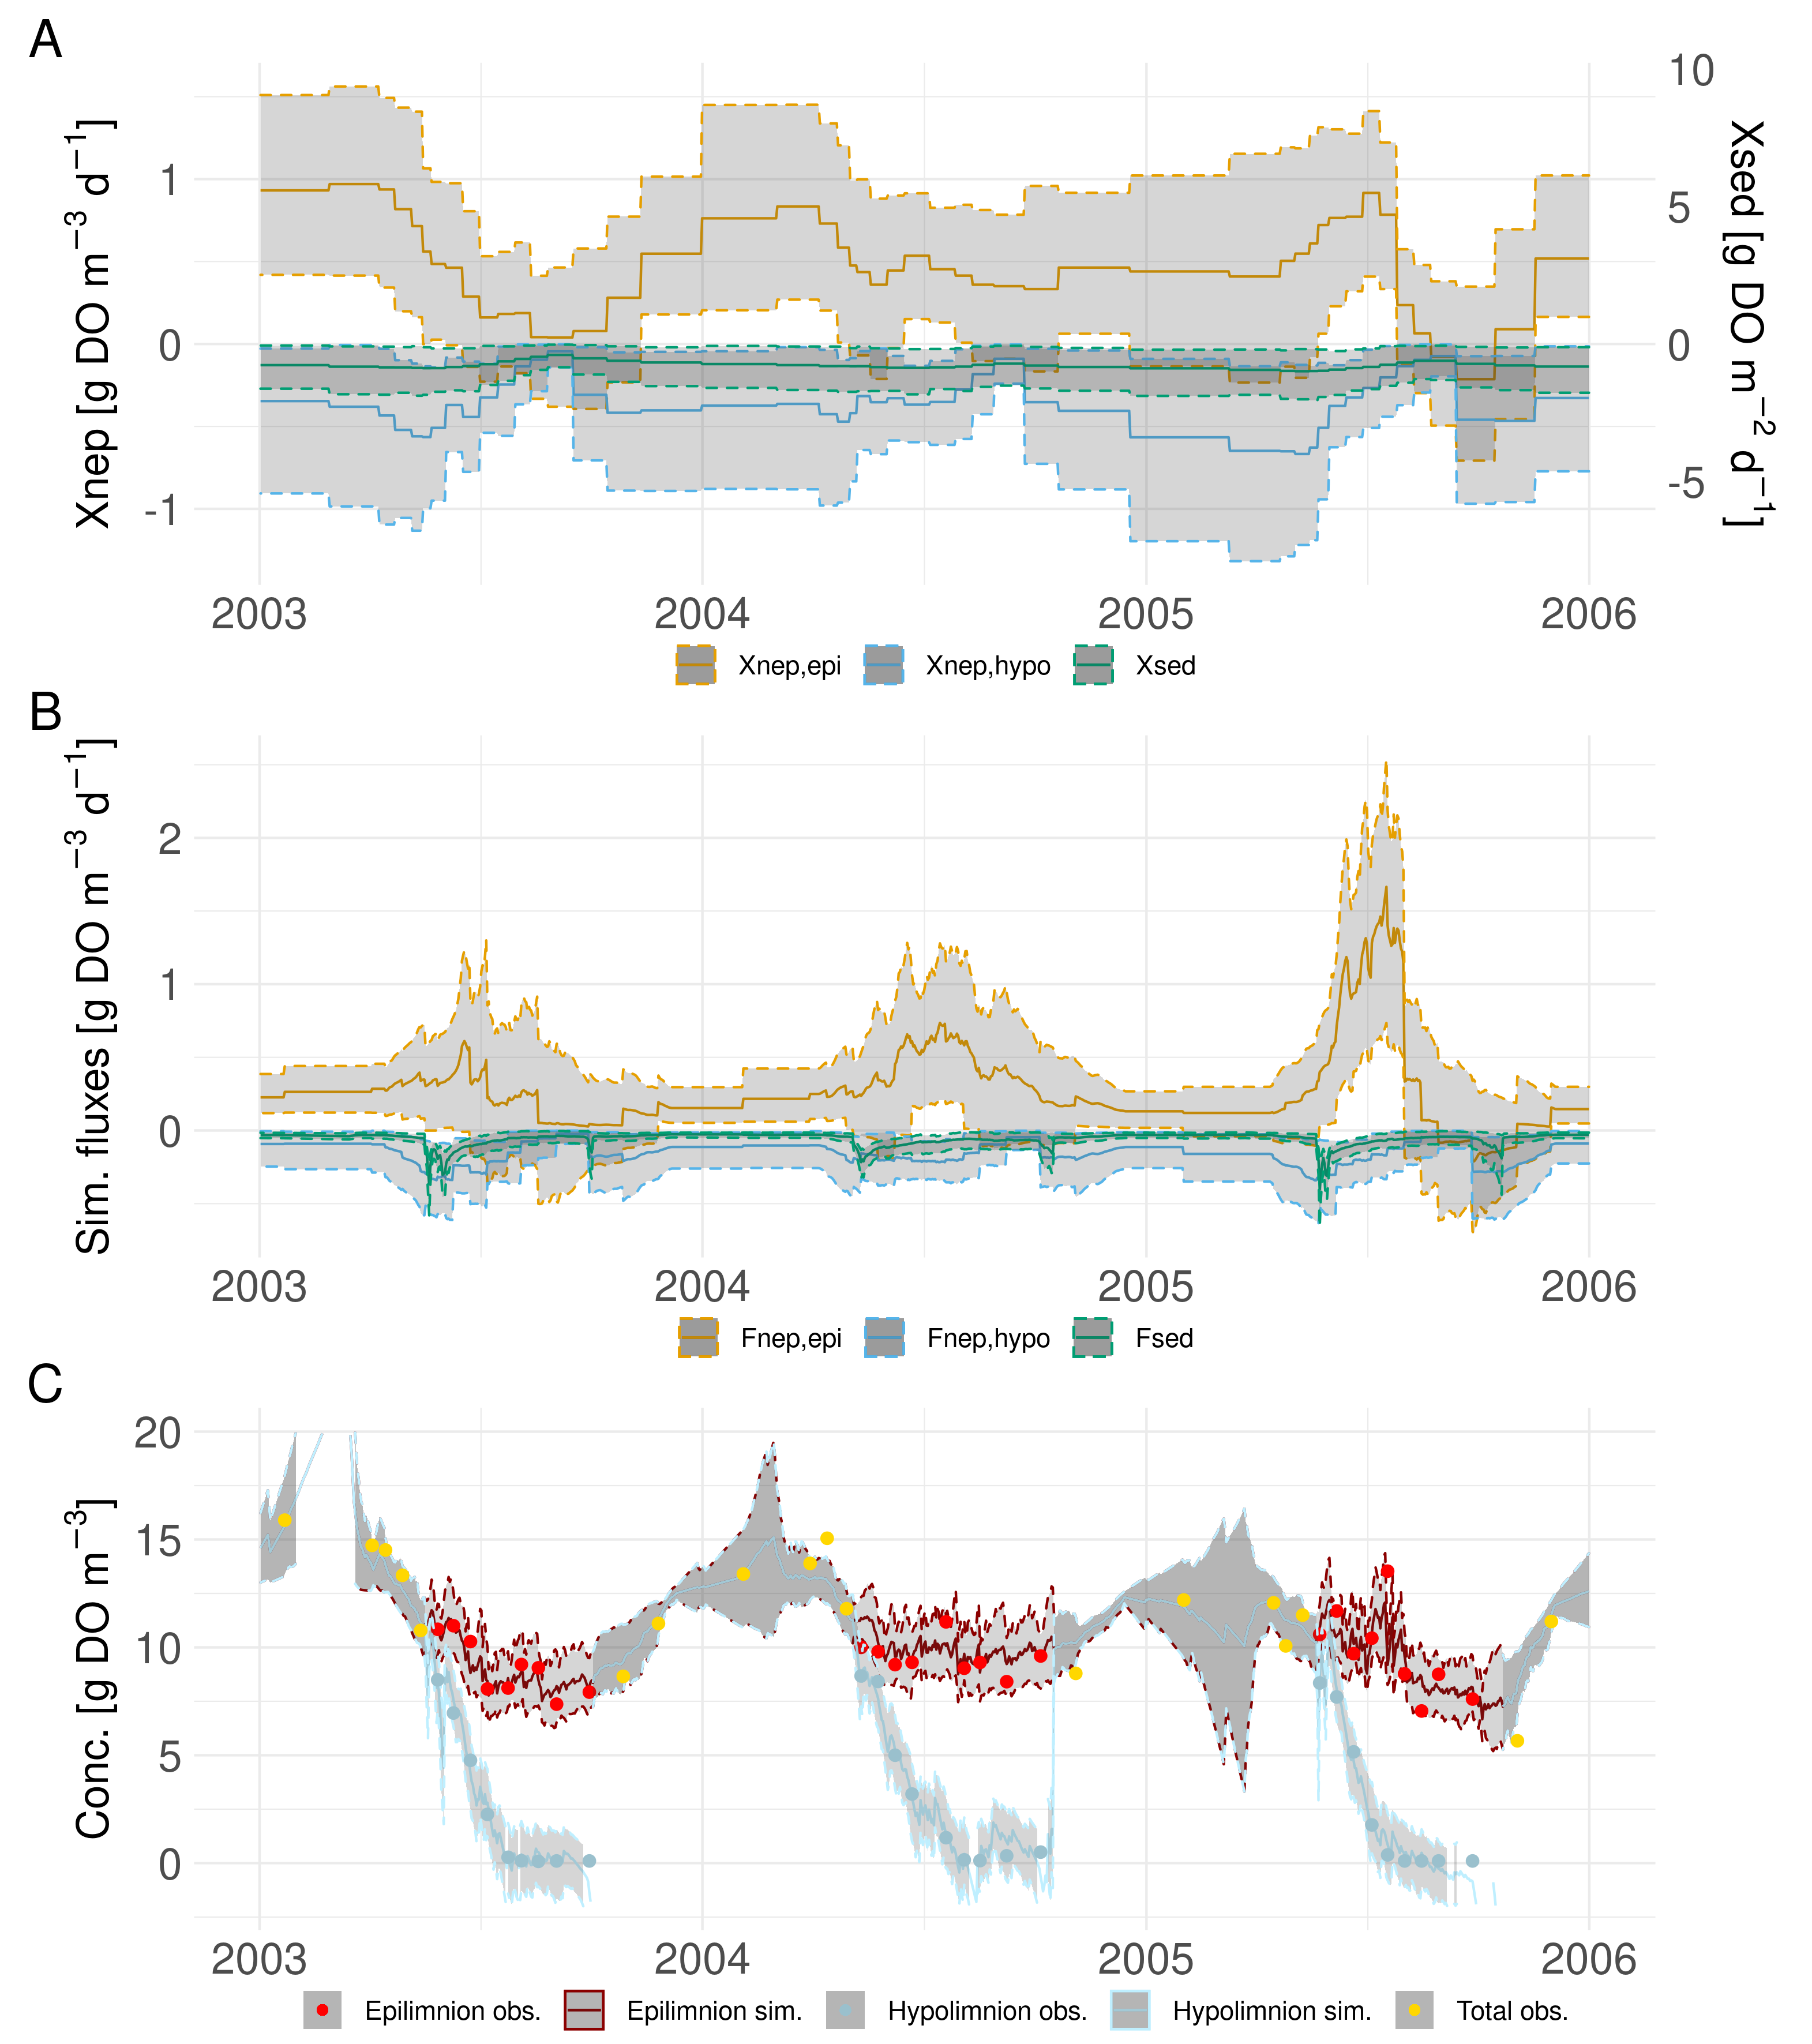 A
Xnep [g DO m⁻³ d⁻¹]
1
0
-1
10
5
0
-5
Xsed [g DO m⁻² d⁻¹]
2003 2004 2005 2006
Xnep,epi Xnep,hypo Xsed
B
Sim. fluxes [g DO m⁻³ d⁻¹]
2
1
0
2003 2004 2005 2006
Fnep,epi Fnep,hypo Fsed
C
Conc. [g DO m⁻³]
20
15
10
5
0
2003 2004 2005 2006
Epilimnion obs. Epilimnion sim. Hypolimnion obs. Hypolimnion sim. Total obs.